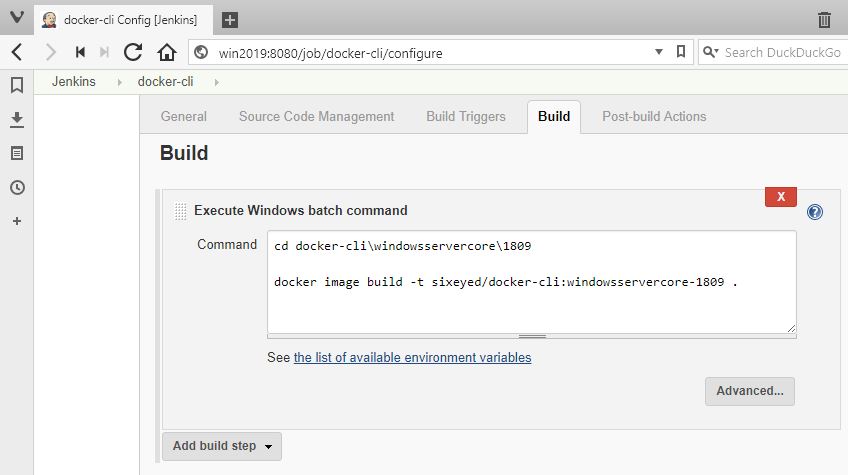 docker-cli Config [Jenkins]
win2019:8080/job/docker-cli/configure
Search DuckDuckGo
Jenkins docker-cli
General Source Code Management Build Triggers Build Post-build Actions
Build
X
Execute Windows batch command
?
Command
cd docker-cli\windowsservercore\1809
docker image build -t sixeyed/docker-cli:windowsservercore-1809 .
See the list of available environment variables
Advanced...
Add build step